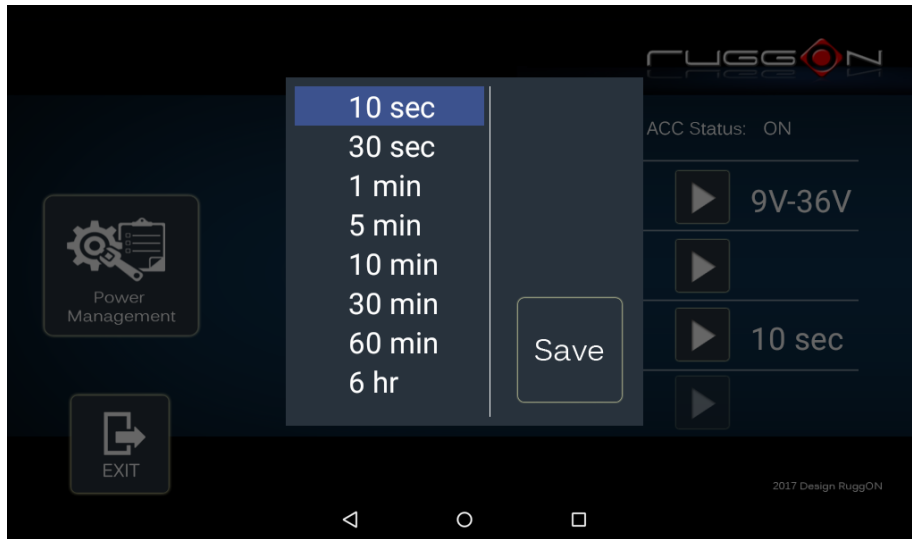 RUGGON
ACC Status: ON
10 sec
30 sec
1 min
5 min
10 min
30 min
60 min
6 hr
Save
9V-36V
10 sec
Power
Management
EXIT
2017 Design RuggON